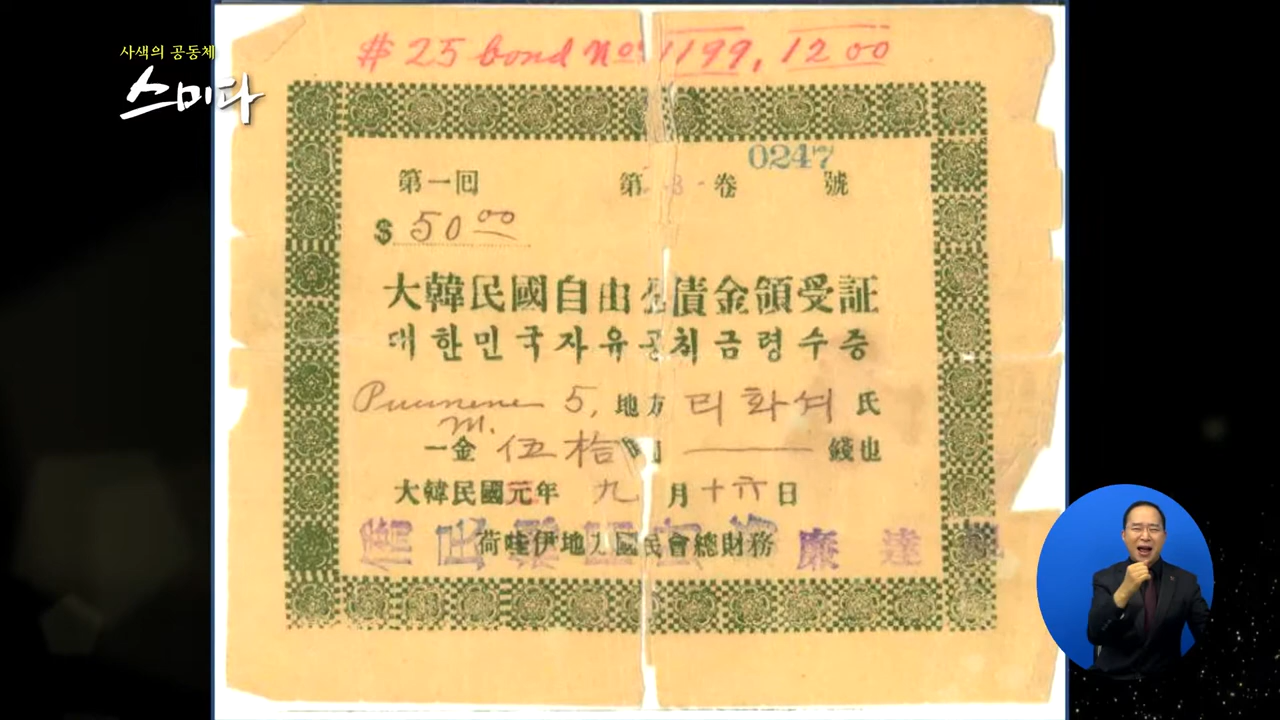 사색의 공동체
스미다
# 25 bond No 1199, 1200
0247
第一回 第 3 卷 號
$ 50 00
大韓民國自由公債金領受証
대한민국자유공채금령수증
Puunene 5, 地方 리화 氏
M.
一金 伍拾 錢也
大韓民國元年 九月十六日
荷哇伊地方國民會總財務 廉達